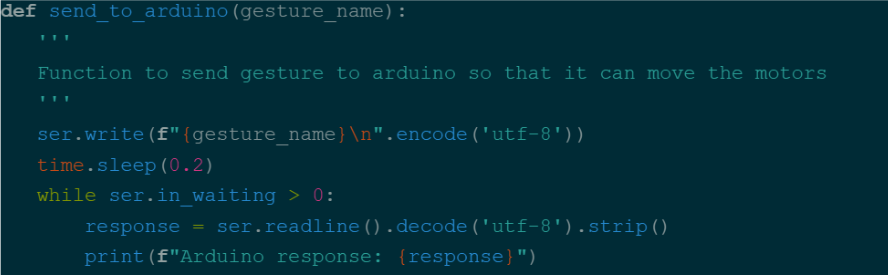 def send_to_arduino(gesture_name):
'''
Function to send gesture to arduino so that it can move the motors
'''
ser.write(f"{gesture_name}\n".encode('utf-8'))
time.sleep(0.2)
while ser.in_waiting > 0:
response = ser.readline().decode('utf-8').strip()
print(f"Arduino response: {response}")